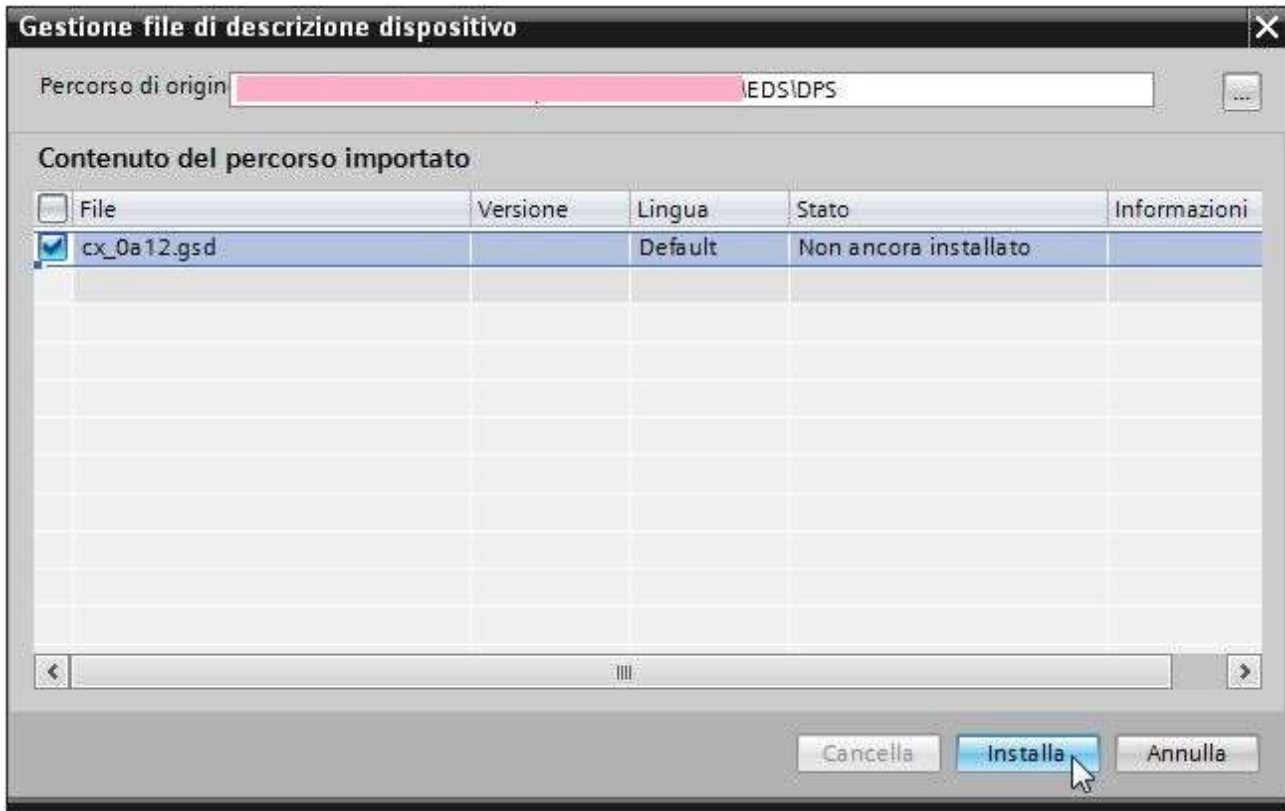 Gestione file di descrizione dispositivo
Percorso di origin \EDS\DPS ...
Contenuto del percorso importato
File Versione Lingua Stato Informazioni
cx_0a12.gsd Default Non ancora installato
Cancella Installa Annulla